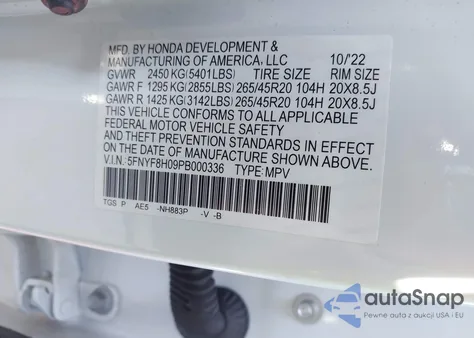 MFD. BY HONDA DEVELOPMENT &
MANUFACTURING OF AMERICA, LLC 10/'22
GVWR 2450 KG(5401LBS) TIRE SIZE RIM SIZE
GAWR F 1295 KG(2855LBS) 265/45R20 104H 20X8.5J
GAWR R 1425 KG(3142LBS) 265/45R20 104H 20X8.5J
THIS VEHICLE CONFORMS TO ALL APPLICABLE
FEDERAL MOTOR VEHICLE SAFETY
AND THEFT PREVENTION STANDARDS IN EFFECT
ON THE DATE OF MANUFACTURE SHOWN ABOVE.
V.I.N.: 5FNYF8H09PB000336 TYPE: MPV
TGS P AE5 -NH883P -V -B
autoSnap
Pewne auta z USA i EU